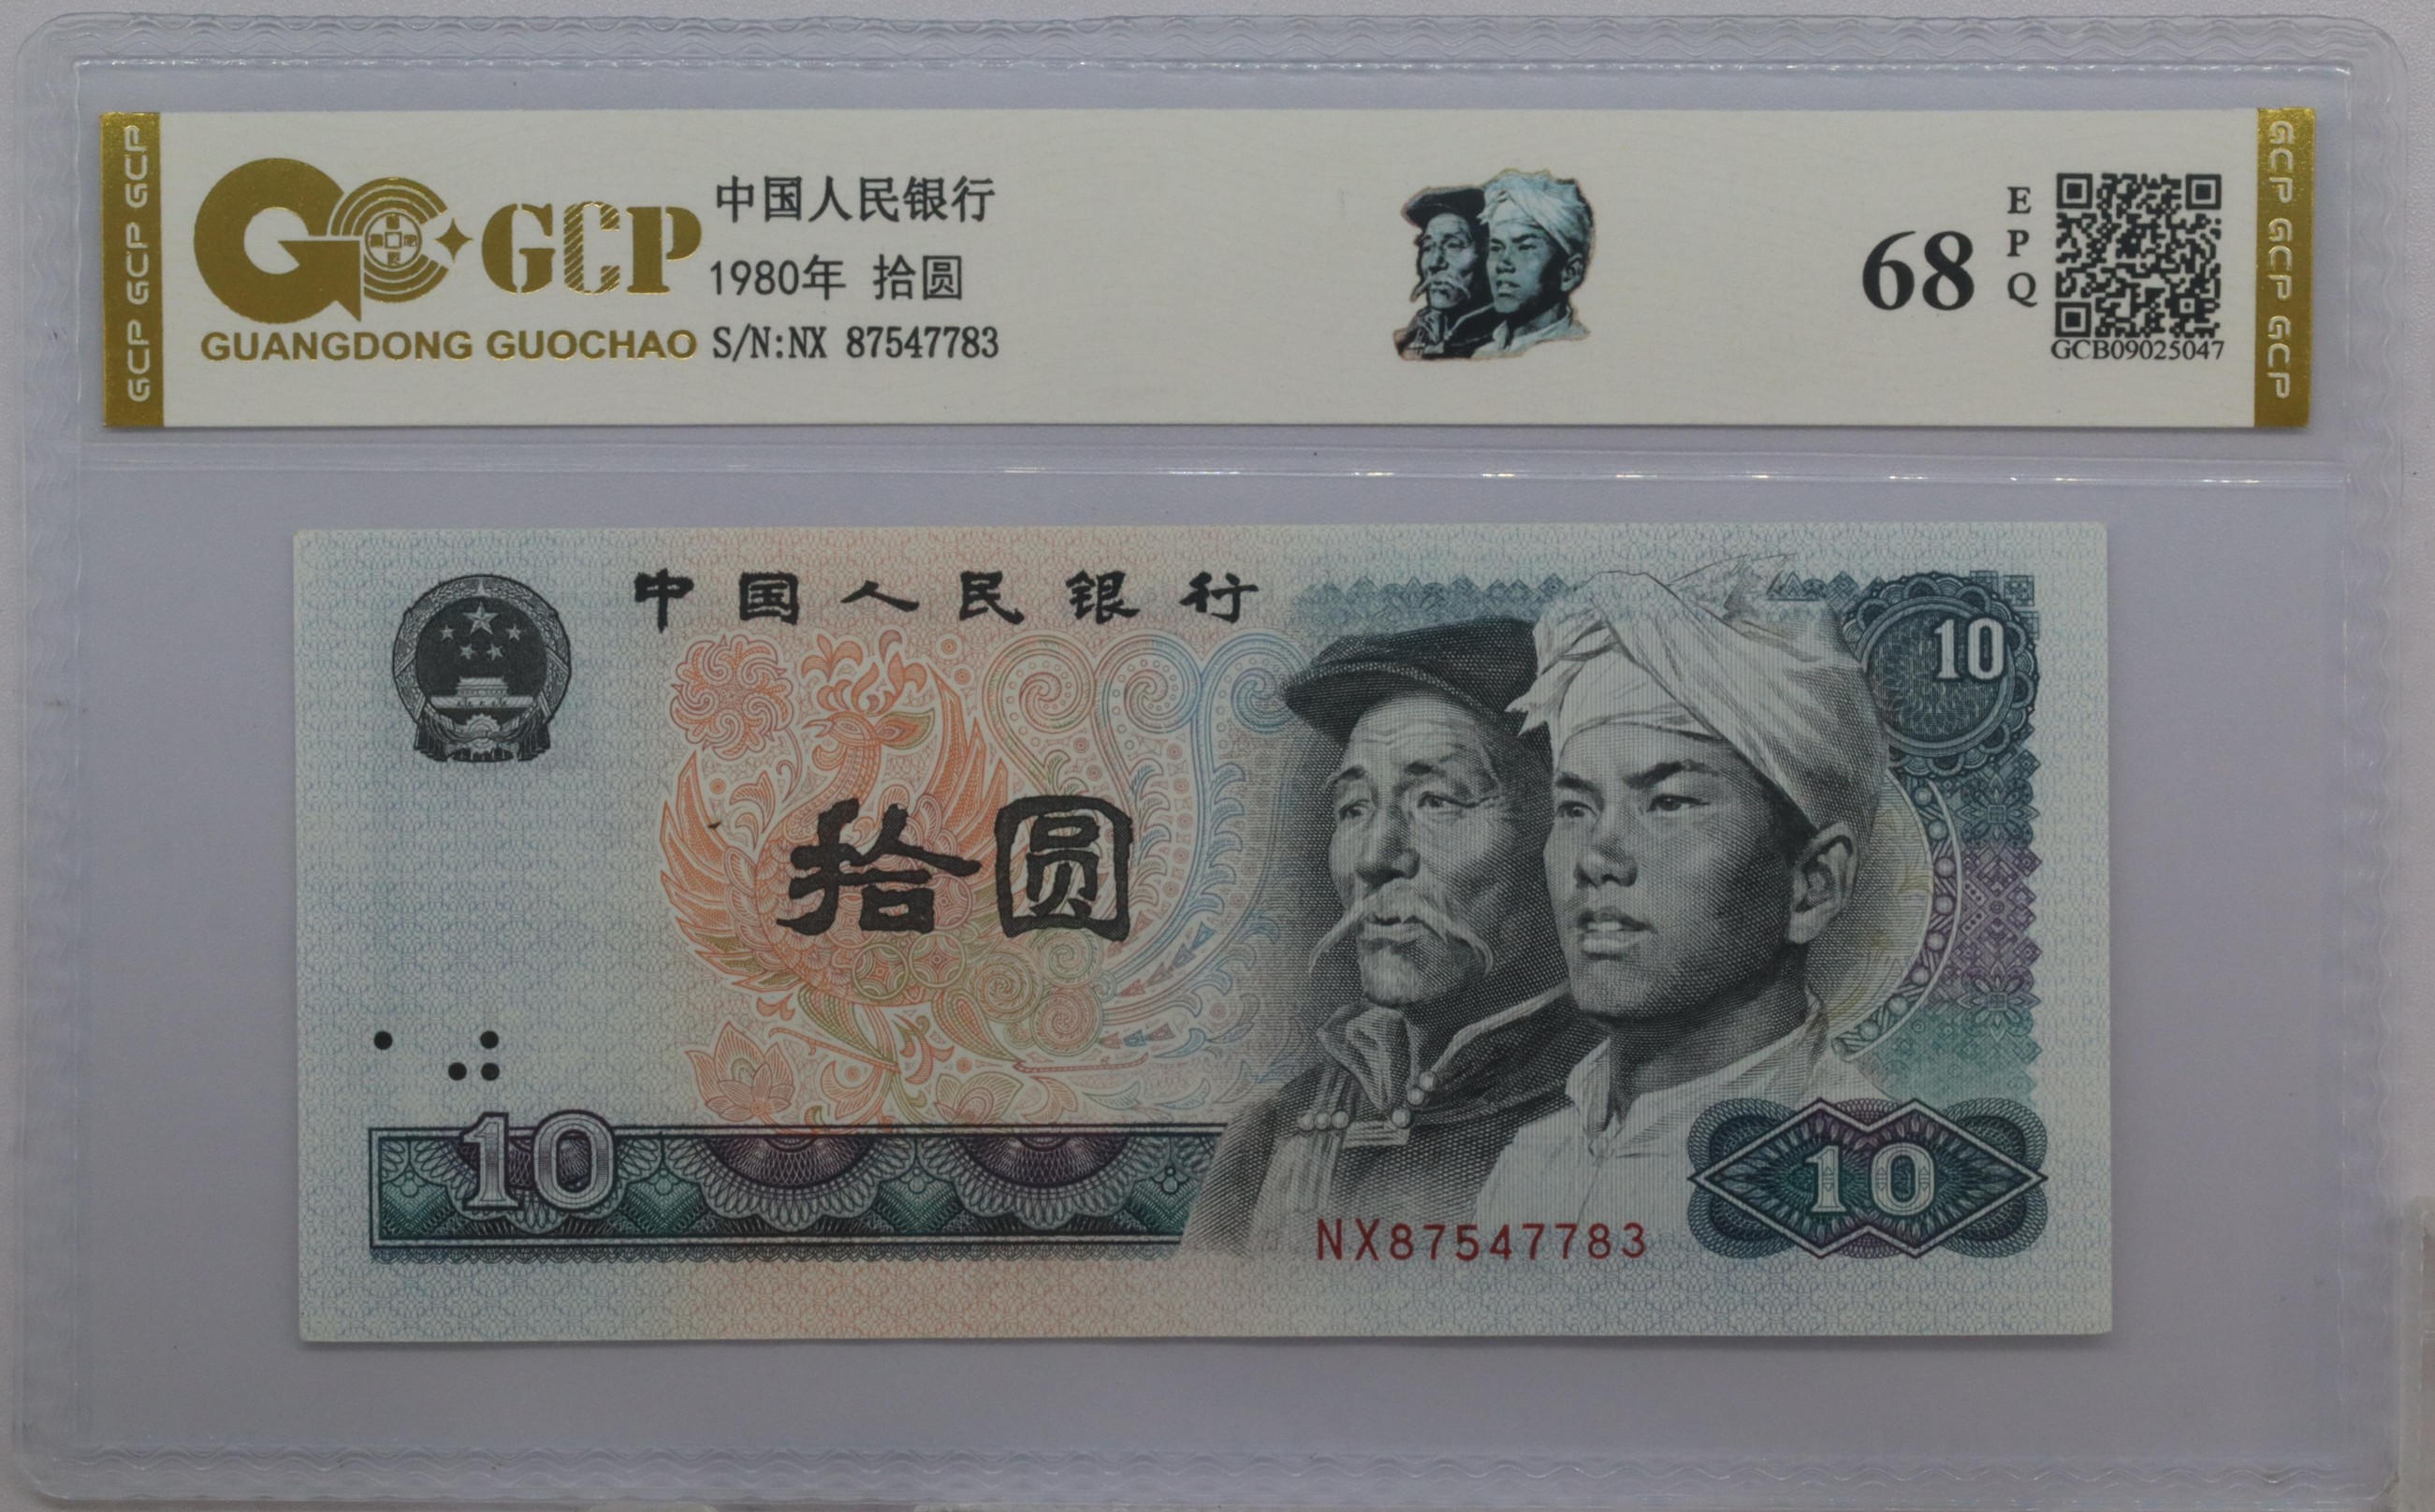 GCP GCP GCP
GCP
GUANGDONG GUOCHAO
中国人民银行
1980年 拾圆
S/N:NX 87547783
68
EPQ
GCB09025047
GCP GCP GCP GCP
中国人民银行
10
拾圆
10
NX87547783
10